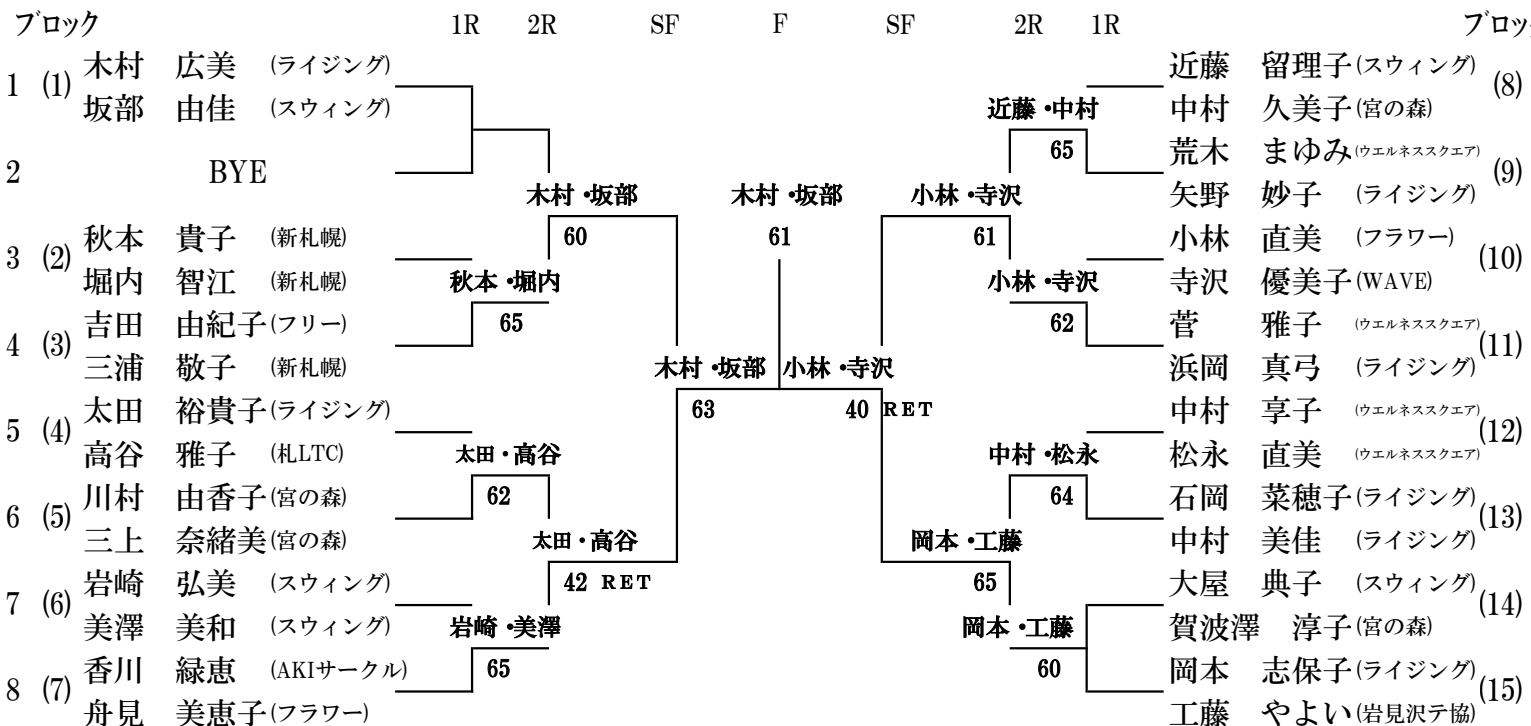 ブロック 1R 2R SF F SF 2R 1R ブロッ
1 (1) 木村 広美 (ライジング)
坂部 由佳 (スウィング)
2 BYE
3 (2) 秋本 貴子 (新札幌)
堀内 智江 (新札幌)
4 (3) 吉田 由紀子 (フリー)
三浦 敬子 (新札幌)
5 (4) 太田 裕貴子 (ライジング)
高谷 雅子 (札LTC)
6 (5) 川村 由香子 (宮の森)
三上 奈緒美 (宮の森)
7 (6) 岩崎 弘美 (スウィング)
美澤 美和 (スウィング)
8 (7) 香川 緑恵 (AKIサークル)
舟見 美恵子 (フラワー)
秋本・堀内
65
太田・高谷
62
岩崎・美澤
65
木村・坂部
60
太田・高谷
42 RET
木村・坂部
63
木村・坂部
61
小林・寺沢
40 RET
小林・寺沢
61
岡本・工藤
65
近藤・中村
65
小林・寺沢
62
中村・松永
64
岡本・工藤
60
近藤 留理子 (スウィング) (8)
中村 久美子 (宮の森)
荒木 まゆみ (ウエルネススクエア) (9)
矢野 妙子 (ライジング)
小林 直美 (フラワー) (10)
寺沢 優美子 (WAVE)
菅 雅子 (ウエルネススクエア) (11)
浜岡 真弓 (ライジング)
中村 享子 (ウエルネススクエア) (12)
松永 直美 (ウエルネススクエア)
石岡 菜穂子 (ライジング) (13)
中村 美佳 (ライジング)
大屋 典子 (スウィング) (14)
賀波澤 淳子 (宮の森)
岡本 志保子 (ライジング) (15)
工藤 やよい (岩見沢テ協)